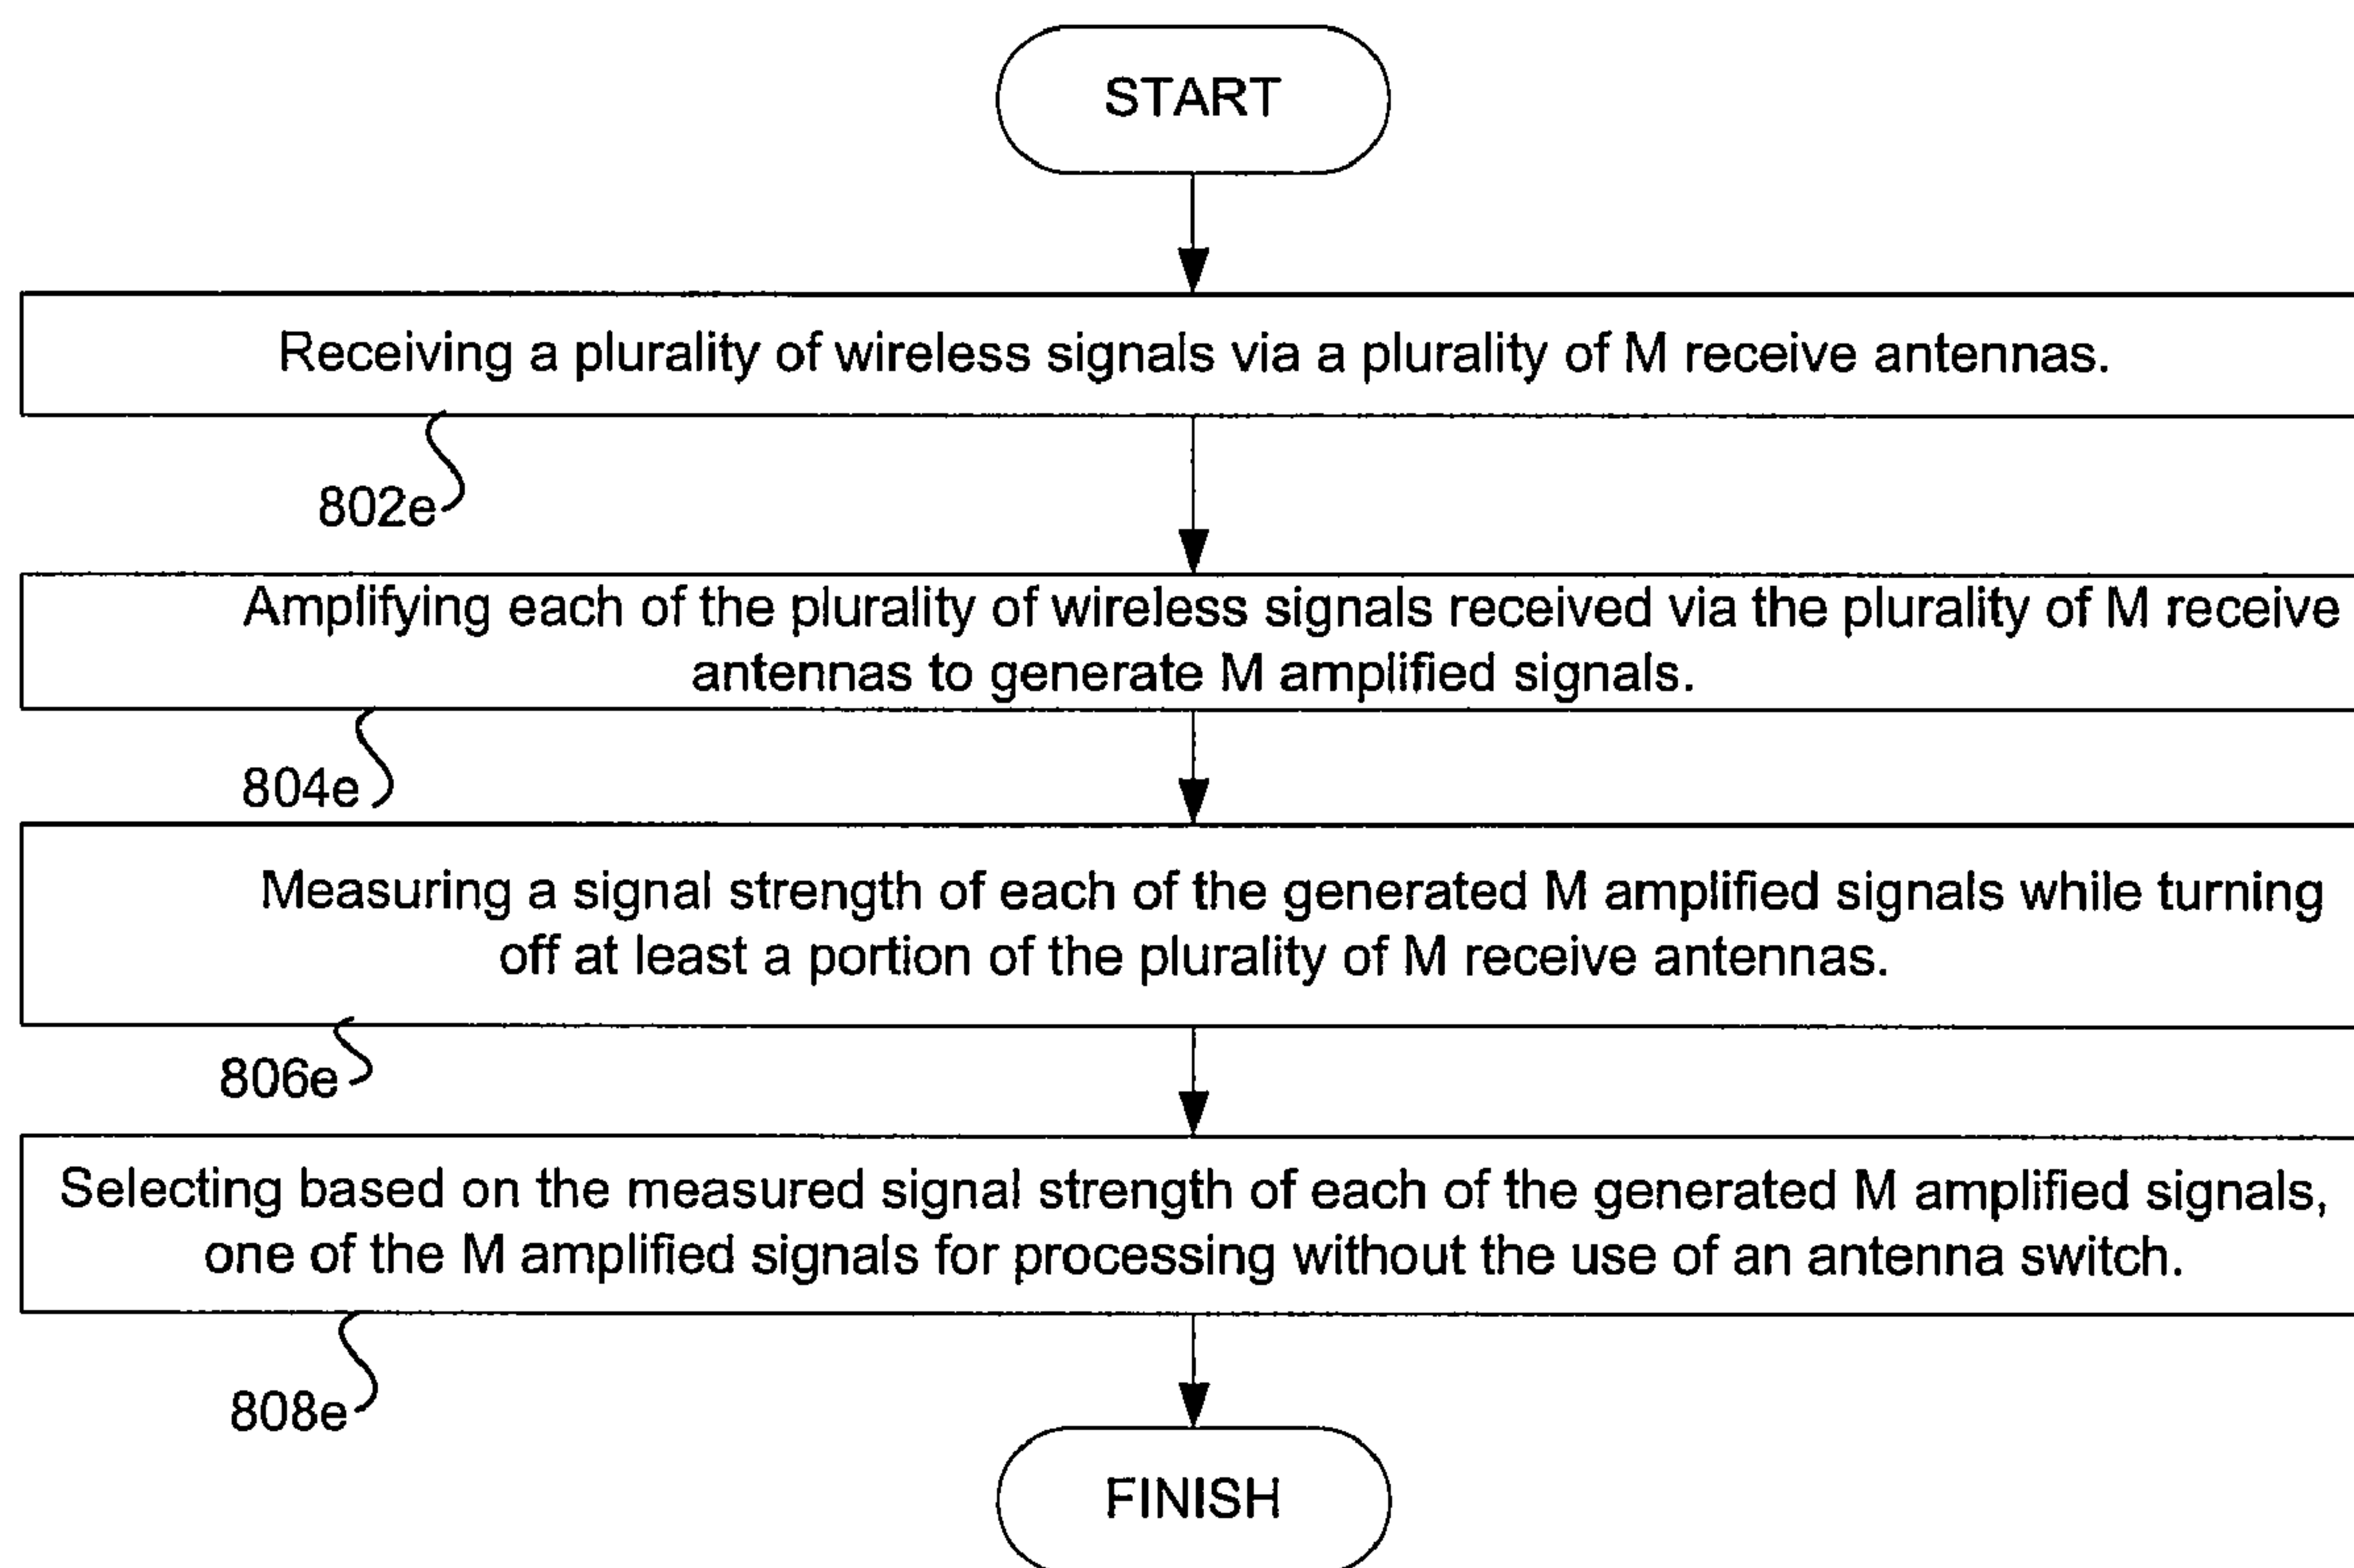 START
Receiving a plurality of wireless signals via a plurality of M receive antennas.
802e
Amplifying each of the plurality of wireless signals received via the plurality of M receive
antennas to generate M amplified signals.
804e
Measuring a signal strength of each of the generated M amplified signals while turning
off at least a portion of the plurality of M receive antennas.
806e
Selecting based on the measured signal strength of each of the generated M amplified signals,
one of the M amplified signals for processing without the use of an antenna switch.
808e
FINISH